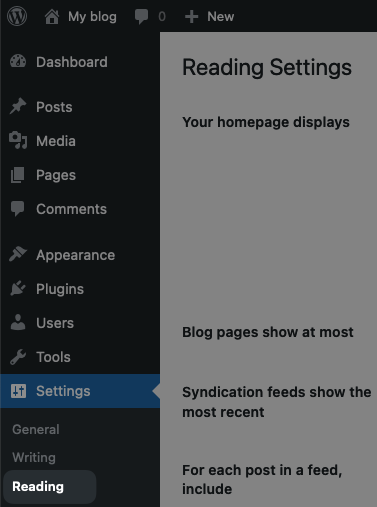 My blog 0 New
Dashboard
Posts
Media
Pages
Comments
Appearance
Plugins
Users
Tools
Settings
General
Writing
Reading
Reading Settings
Your homepage displays
Blog pages show at most
Syndication feeds show the
most recent
For each post in a feed,
include